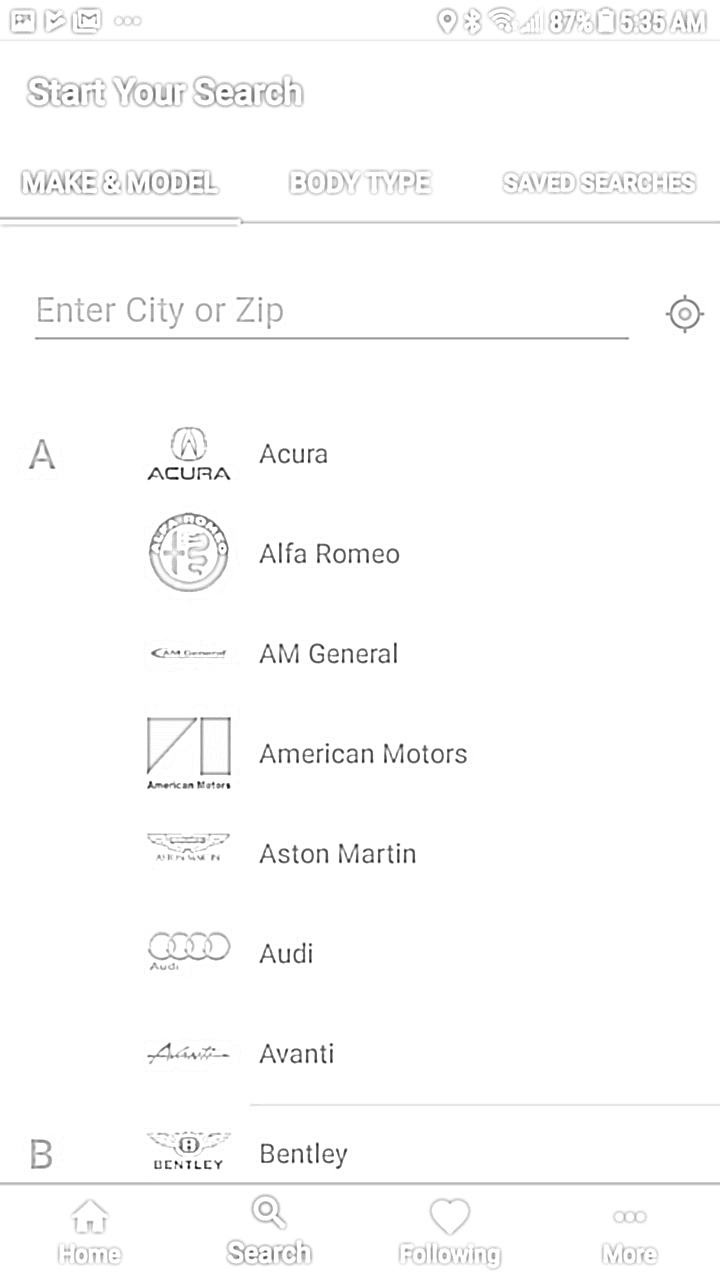 87% 5:35 AM
Start Your Search
MAKE & MODEL BODY TYPE SAVED SEARCHES
Enter City or Zip
A
ACURA
Acura
ALFA ROMEO
Alfa Romeo
AM General
AM General
American Motors
American Motors
ASTON MARTIN
Aston Martin
Audi
Audi
Avanti
Avanti
B
BENTLEY
Bentley
Home Search Following More